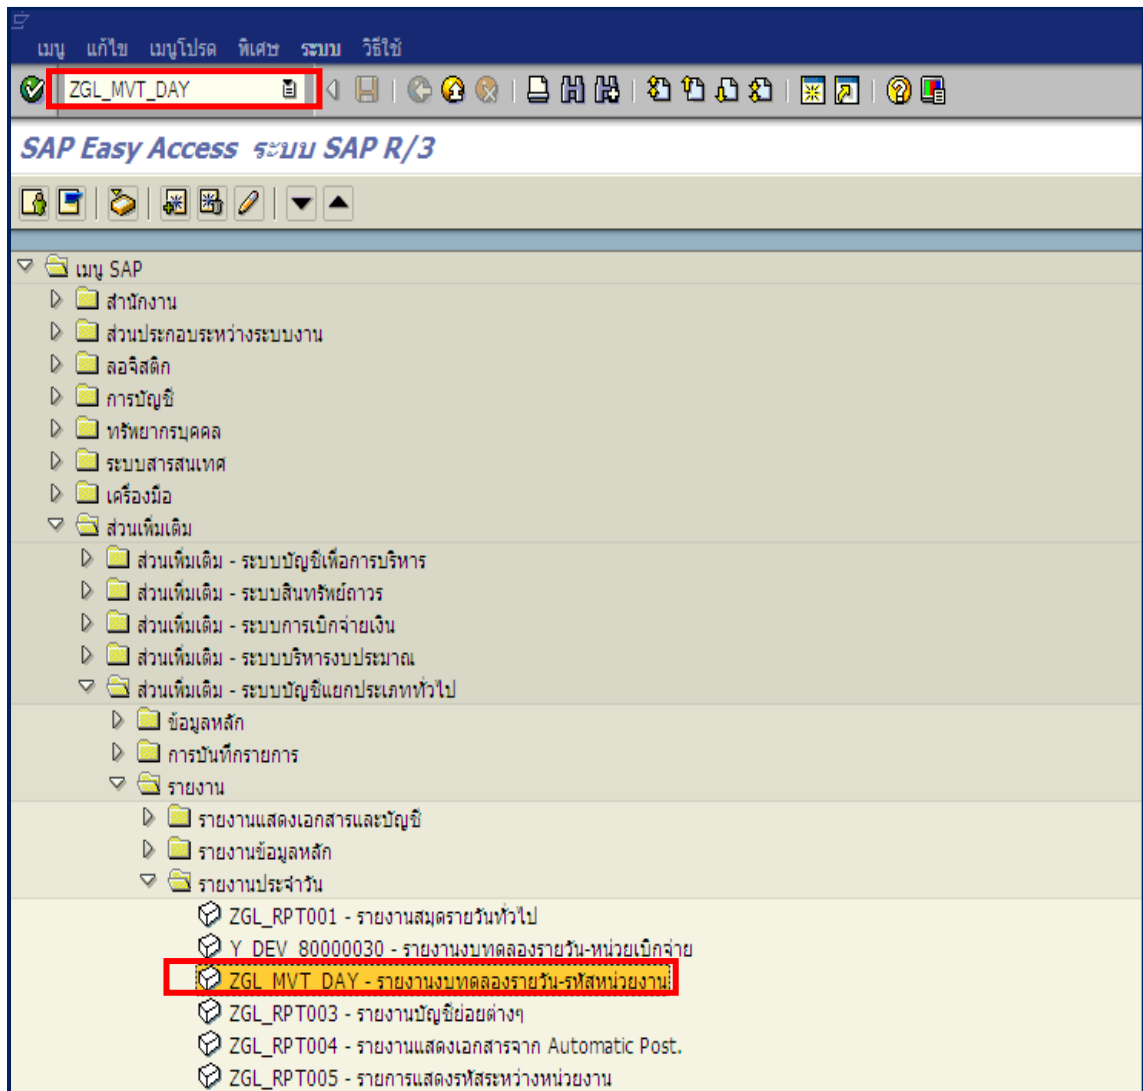 เมนู แก้ไข เมนูโปรด พิเศษ ระบบ วิธีใช้
ZGL_MVT_DAY
SAP Easy Access ระบบ SAP R/3
เมนู SAP
สำนักงาน
ส่วนประกอบระหว่างระบบงาน
ลอจิสติก
การบัญชี
ทรัพยากรบุคคล
ระบบสารสนเทศ
เครื่องมือ
ส่วนเพิ่มเติม
ส่วนเพิ่มเติม - ระบบบัญชีเพื่อการบริหาร
ส่วนเพิ่มเติม - ระบบสินทรัพย์ถาวร
ส่วนเพิ่มเติม - ระบบการเบิกจ่ายเงิน
ส่วนเพิ่มเติม - ระบบบริหารงบประมาณ
ส่วนเพิ่มเติม - ระบบบัญชีแยกประเภททั่วไป
ข้อมูลหลัก
การบันทึกรายการ
รายงาน
รายงานแสดงเอกสารและบัญชี
รายงานข้อมูลหลัก
รายงานประจำวัน
ZGL_RPT001 - รายงานสมุดรายวันทั่วไป
Y_DEV_80000030 - รายงานงบทดลองรายวัน-หน่วยเบิกจ่าย
ZGL_MVT_DAY - รายงานงบทดลองรายวัน-รหัสหน่วยงาน
ZGL_RPT003 - รายงานบัญชีย่อยต่างๆ
ZGL_RPT004 - รายงานแสดงเอกสารจาก Automatic Post.
ZGL_RPT005 - รายการแสดงรหัสระหว่างหน่วยงาน